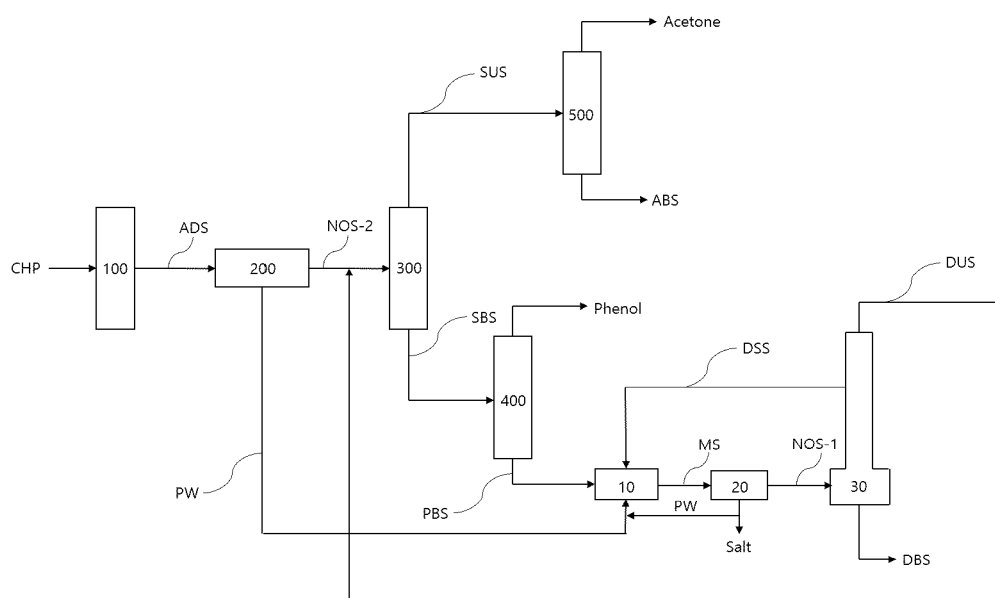 Acetone
SUS
500
ABS
ADS
NOS-2
CHP
100
200
300
DUS
SBS
Phenol
DSS
400
MS
NOS-1
PW
PBS
10
20
30
PW
Salt
DBS